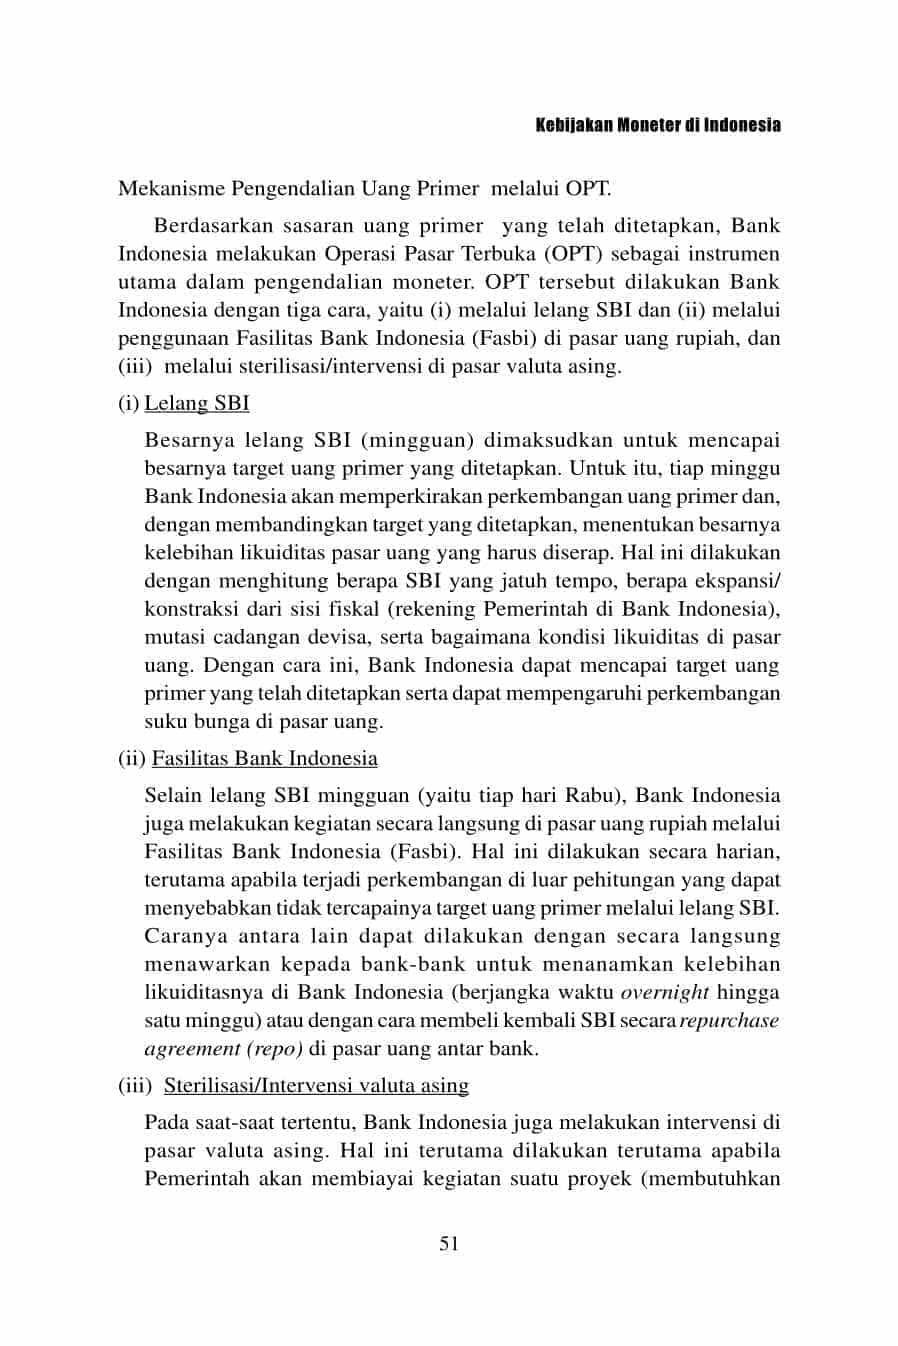 Kebijakan Moneter di Indonesia
Mekanisme Pengendalian Uang Primer melalui OPT.
Berdasarkan sasaran uang primer yang telah ditetapkan, Bank
Indonesia melakukan Operasi Pasar Terbuka (OPT) sebagai instrumen
utama dalam pengendalian moneter. OPT tersebut dilakukan Bank
Indonesia dengan tiga cara, yaitu (i) melalui lelang SBI dan (ii) melalui
penggunaan Fasilitas Bank Indonesia (Fasbi) di pasar uang rupiah, dan
(iii) melalui sterilisasi/intervensi di pasar valuta asing.
(i) Lelang SBI
Besarnya lelang SBI (mingguan) dimaksudkan untuk mencapai
besarnya target uang primer yang ditetapkan. Untuk itu, tiap minggu
Bank Indonesia akan memperkirakan perkembangan uang primer dan,
dengan membandingkan target yang ditetapkan, menentukan besarnya
kelebihan likuiditas pasar uang yang harus diserap. Hal ini dilakukan
dengan menghitung berapa SBI yang jatuh tempo, berapa ekspansi/
konstraksi dari sisi fiskal (rekening Pemerintah di Bank Indonesia),
mutasi cadangan devisa, serta bagaimana kondisi likuiditas di pasar
uang. Dengan cara ini, Bank Indonesia dapat mencapai target uang
primer yang telah ditetapkan serta dapat mempengaruhi perkembangan
suku bunga di pasar uang.
(ii) Fasilitas Bank Indonesia
Selain lelang SBI mingguan (yaitu tiap hari Rabu), Bank Indonesia
juga melakukan kegiatan secara langsung di pasar uang rupiah melalui
Fasilitas Bank Indonesia (Fasbi). Hal ini dilakukan secara harian,
terutama apabila terjadi perkembangan di luar pehitungan yang dapat
menyebabkan tidak tercapainya target uang primer melalui lelang SBI.
Caranya antara lain dapat dilakukan dengan secara langsung
menawarkan kepada bank-bank untuk menanamkan kelebihan
likuiditasnya di Bank Indonesia (berjangka waktu overnight hingga
satu minggu) atau dengan cara membeli kembali SBI secara repurchase
agreement (repo) di pasar uang antar bank.
(iii) Sterilisasi/Intervensi valuta asing
Pada saat-saat tertentu, Bank Indonesia juga melakukan intervensi di
pasar valuta asing. Hal ini terutama dilakukan terutama apabila
Pemerintah akan membiayai kegiatan suatu proyek (membutuhkan
51